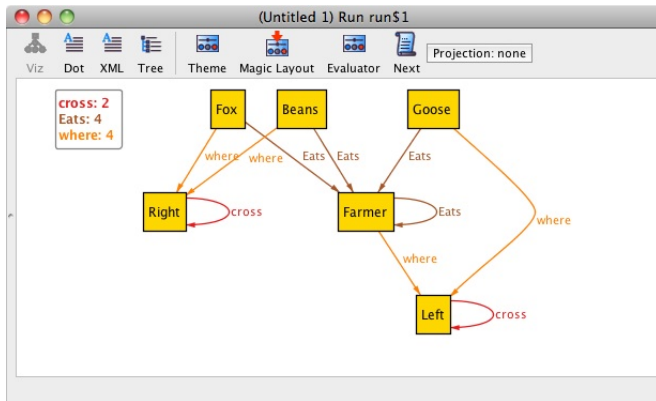 (Untitled 1) Run run$1
Viz Dot XML Tree Theme Magic Layout Evaluator Next Projection: none
cross: 2
Eats: 4
where: 4
Fox Beans Goose
where where Eats Eats Eats
Right cross Farmer Eats where
where
Left cross